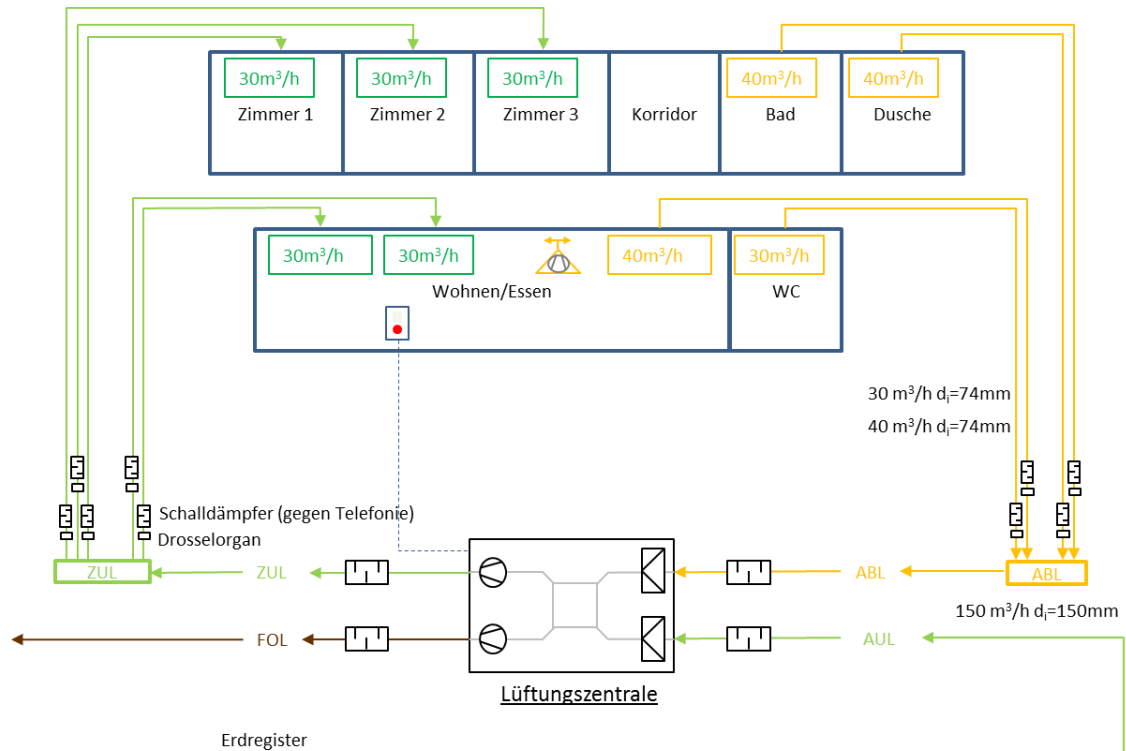 30m³/h 30m³/h 30m³/h 40m³/h 40m³/h
Zimmer 1 Zimmer 2 Zimmer 3 Korridor Bad Dusche
30m³/h 30m³/h 40m³/h 30m³/h
Wohnen/Essen WC
30 m³/h dᵢ=74mm
40 m³/h dᵢ=74mm
Schalldämpfer (gegen Telefonie)
Drosselorgan
ZUL ZUL ABL ABL
150 m³/h dᵢ=150mm
FOL AUL
Lüftungszentrale
Erdregister